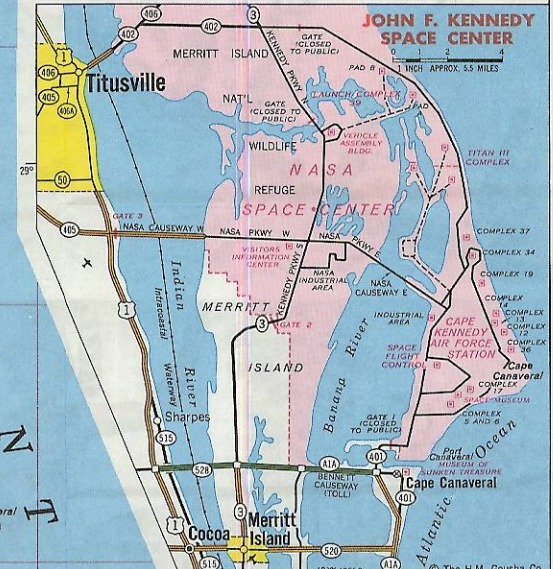 JOHN F. KENNEDY
SPACE CENTER
0
4
1 INCH APPROX. 5.5 MILES
406
402
3
GATE
(CLOSED
TO PUBLIC)
402
MERRITT ISLAND
KENNEDY PKWY N
PAD B
1
406
Titusville
405
406A
NAT'L
GATE
(CLOSED TO
PUBLIC)
LAUNCH COMPLEX
39
PAD
3
VEHICLE
ASSEMBLY
BLDG.
WILDLIFE
TITAN III
COMPLEX
29°
NASA
50
REFUGE
SPACE CENTER
GATE 3
405
NASA CAUSEWAY W
NASA PKWY W
NASA PKWY E
COMPLEX 37
VISITORS
INFORMATION
CENTER
KENNEDY PKWY S
COMPLEX 34
NASA
INDUSTRIAL
AREA
NASA
CAUSEWAY E
COMPLEX 19
Indian
River
Intracoastal
Waterway
1
MERRITT
ISLAND
3
GATE 2
INDUSTRIAL
AREA
CAPE
KENNEDY
AIR FORCE
STATION
COMPLEX
14
COMPLEX
13
COMPLEX
12
COMPLEX
36
Banana River
SPACE
FLIGHT
CONTROL
Cape
Canaveral
COMPLEX
17
SPACE MUSEUM
COMPLEX
5 AND 6
Sharpes
515
GATE 1
(CLOSED
TO PUBLIC)
N
T
401
Port
Canaveral
MUSEUM OF
SUNKEN TREASURE
528
A1A
BENNETT
CAUSEWAY
(TOLL)
Cape Canaveral
401
Atlantic Ocean
1
3
Cocoa
Merritt
Island
520
515
A1A
© The H.M. Gousha Co.